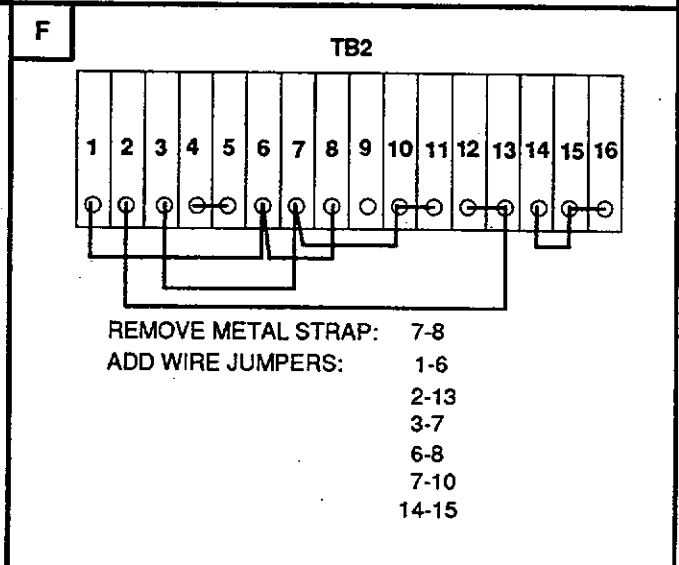 F
TB2
1 2 3 4 5 6 7 8 9 10 11 12 13 14 15 16
REMOVE METAL STRAP: 7-8
ADD WIRE JUMPERS: 1-6
2-13
3-7
6-8
7-10
14-15